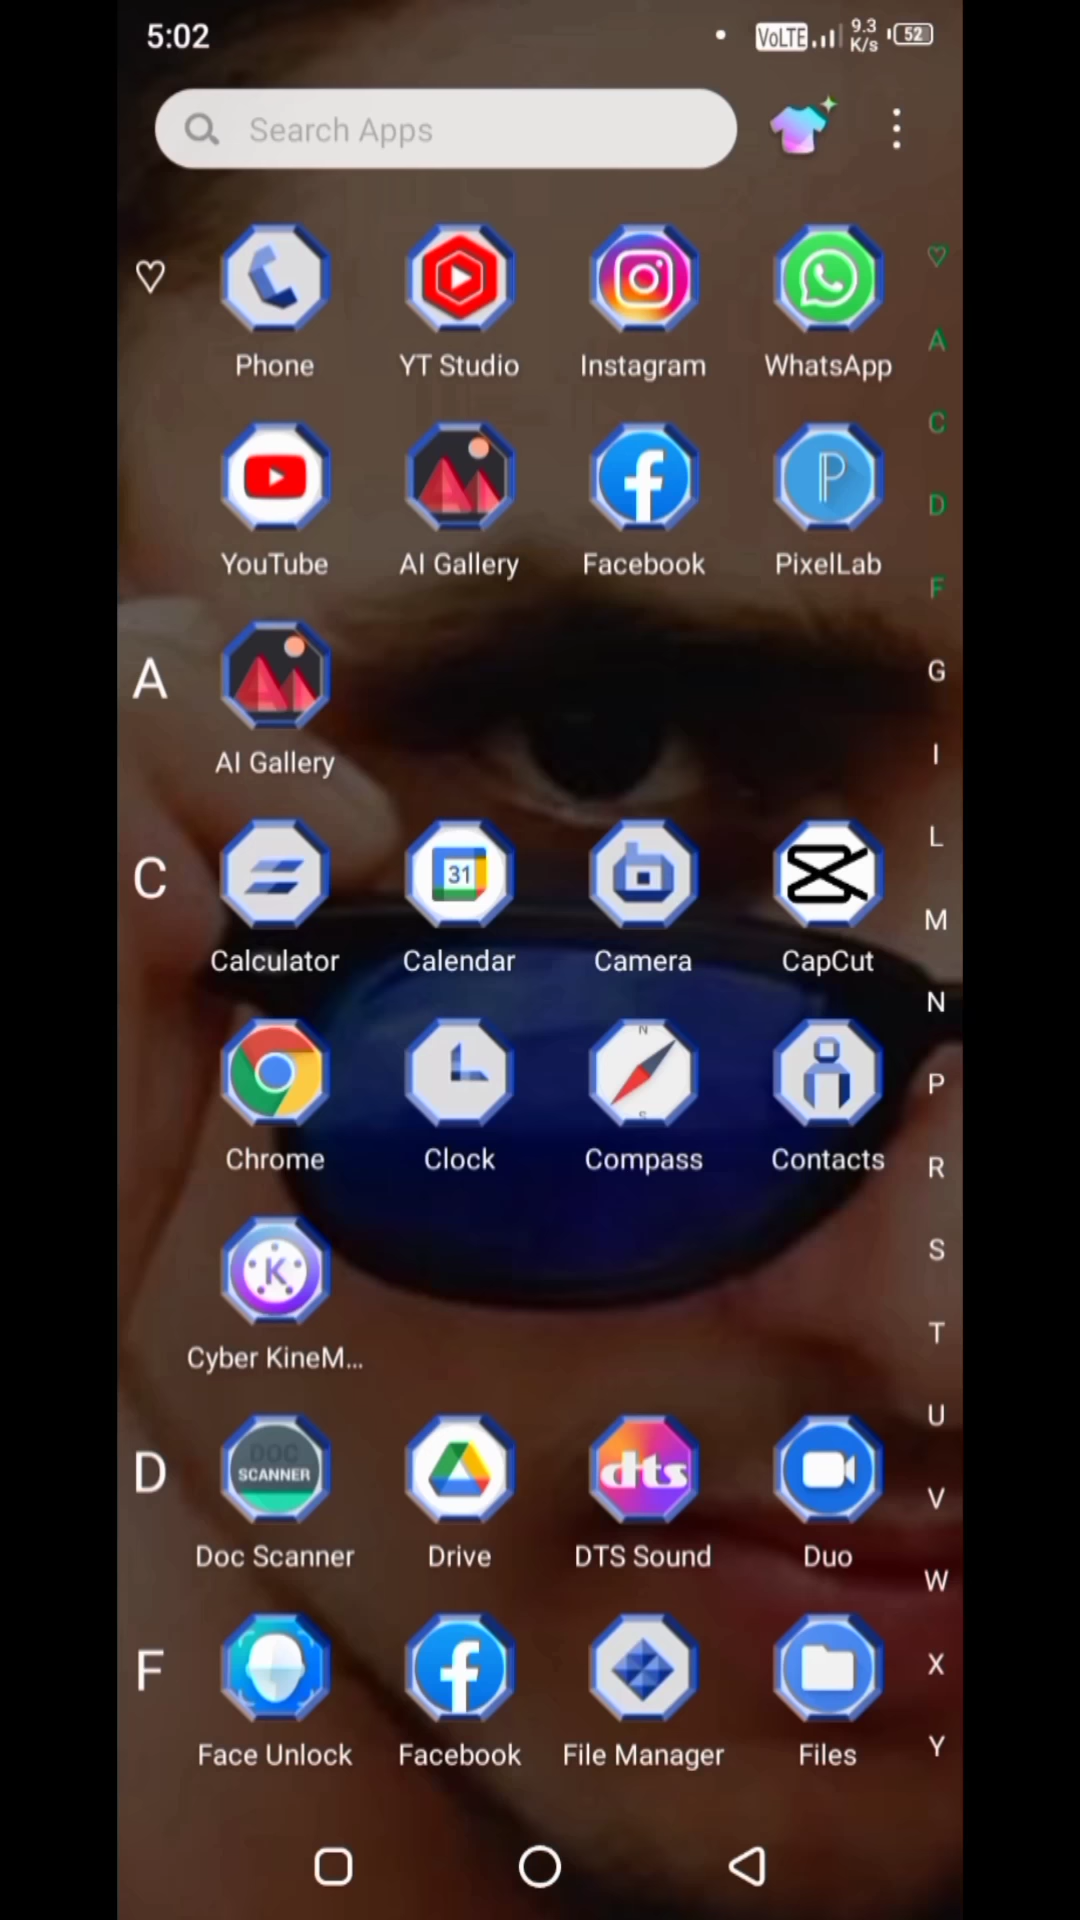 5:02
VoLTE 9.3 K/s 52
Search Apps
Phone YT Studio Instagram WhatsApp
A
C
P
D
YouTube AI Gallery Facebook PixelLab
F
A
G
AI Gallery
I
L
C
31
Calculator Calendar Camera CapCut
M
N
N
S
P
Chrome Clock Compass Contacts
R
K
S
Cyber KineM...
T
U
D
DOC
SCANNER
dts
V
Doc Scanner Drive DTS Sound Duo
W
F
X
Face Unlock Facebook File Manager Files
Y